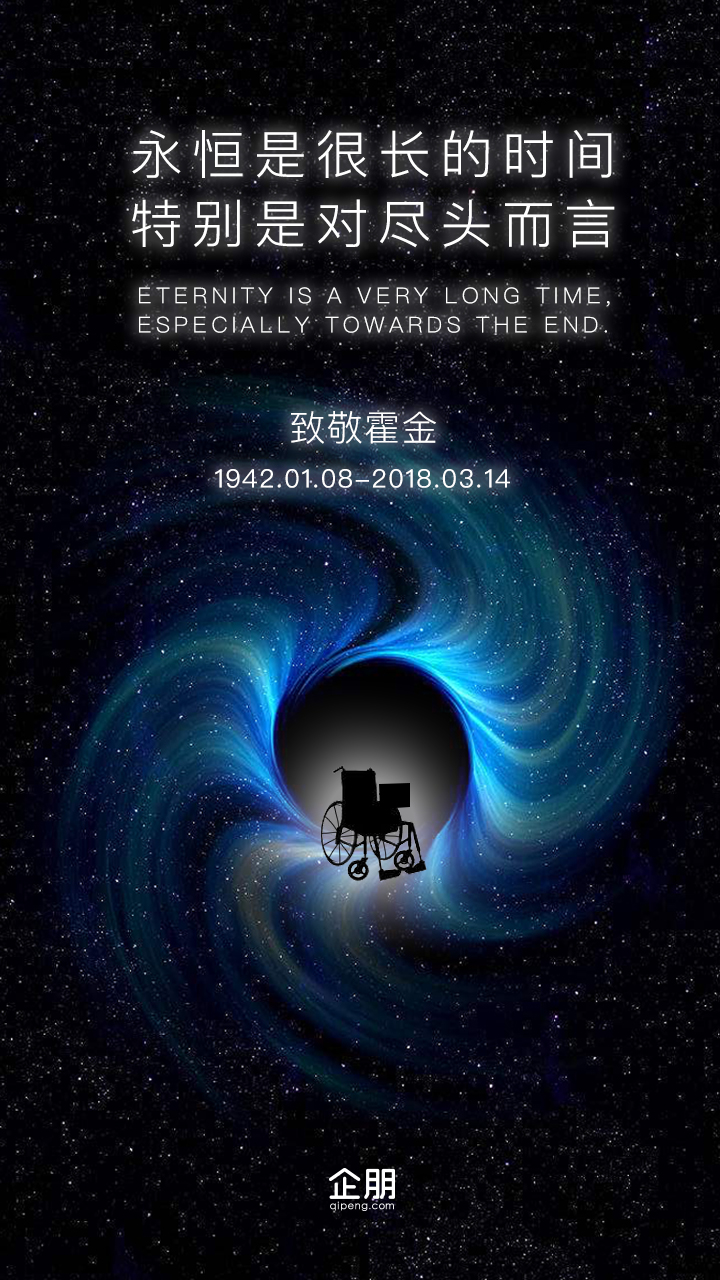 永恒是很长的时间
特别是对尽头而言
ETERNITY IS A VERY LONG TIME,
ESPECIALLY TOWARDS THE END.
致敬霍金
1942.01.08-2018.03.14
企朋
qipeng.com